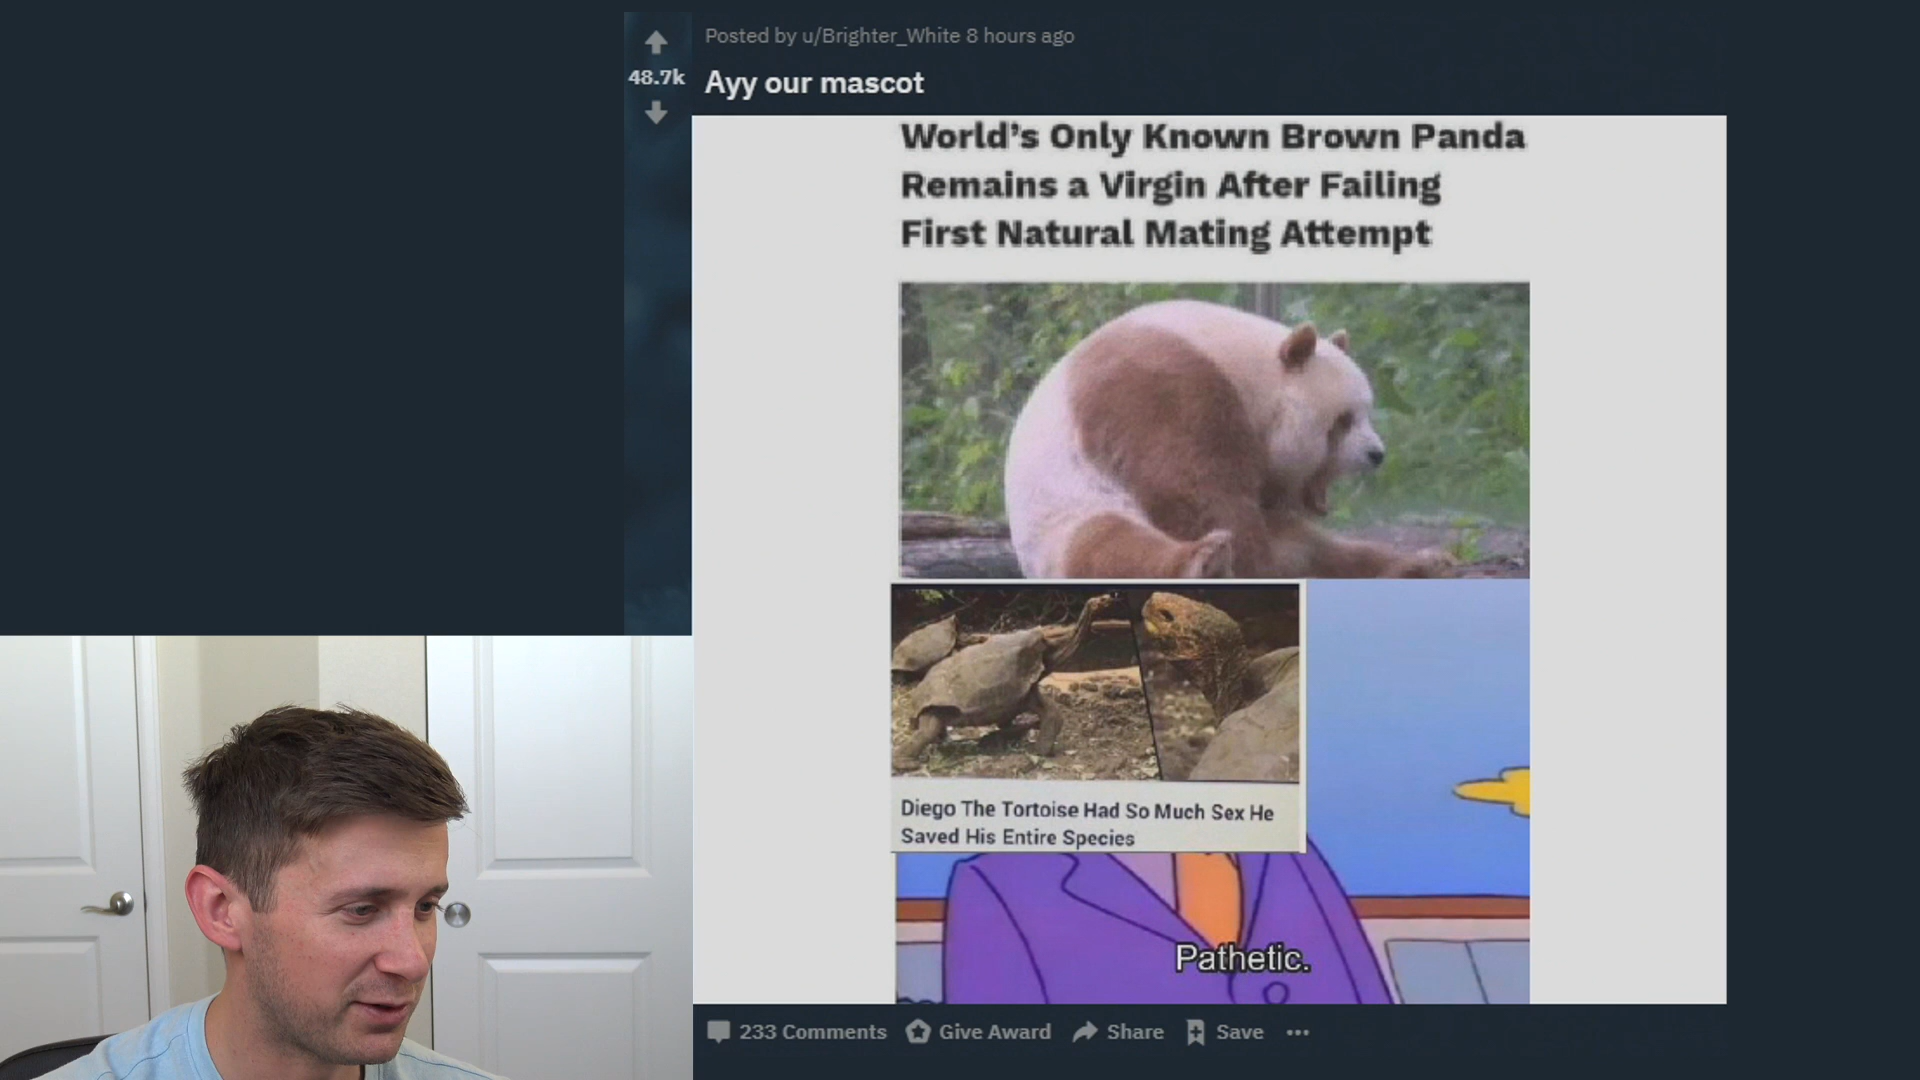 Posted by u/Brighter_White 8 hours ago
48.7k
Ayy our mascot
World's Only Known Brown Panda
Remains a Virgin After Failing
First Natural Mating Attempt
Diego The Tortoise Had So Much Sex He
Saved His Entire Species
Pathetic.
233 Comments
Give Award
Share
Save